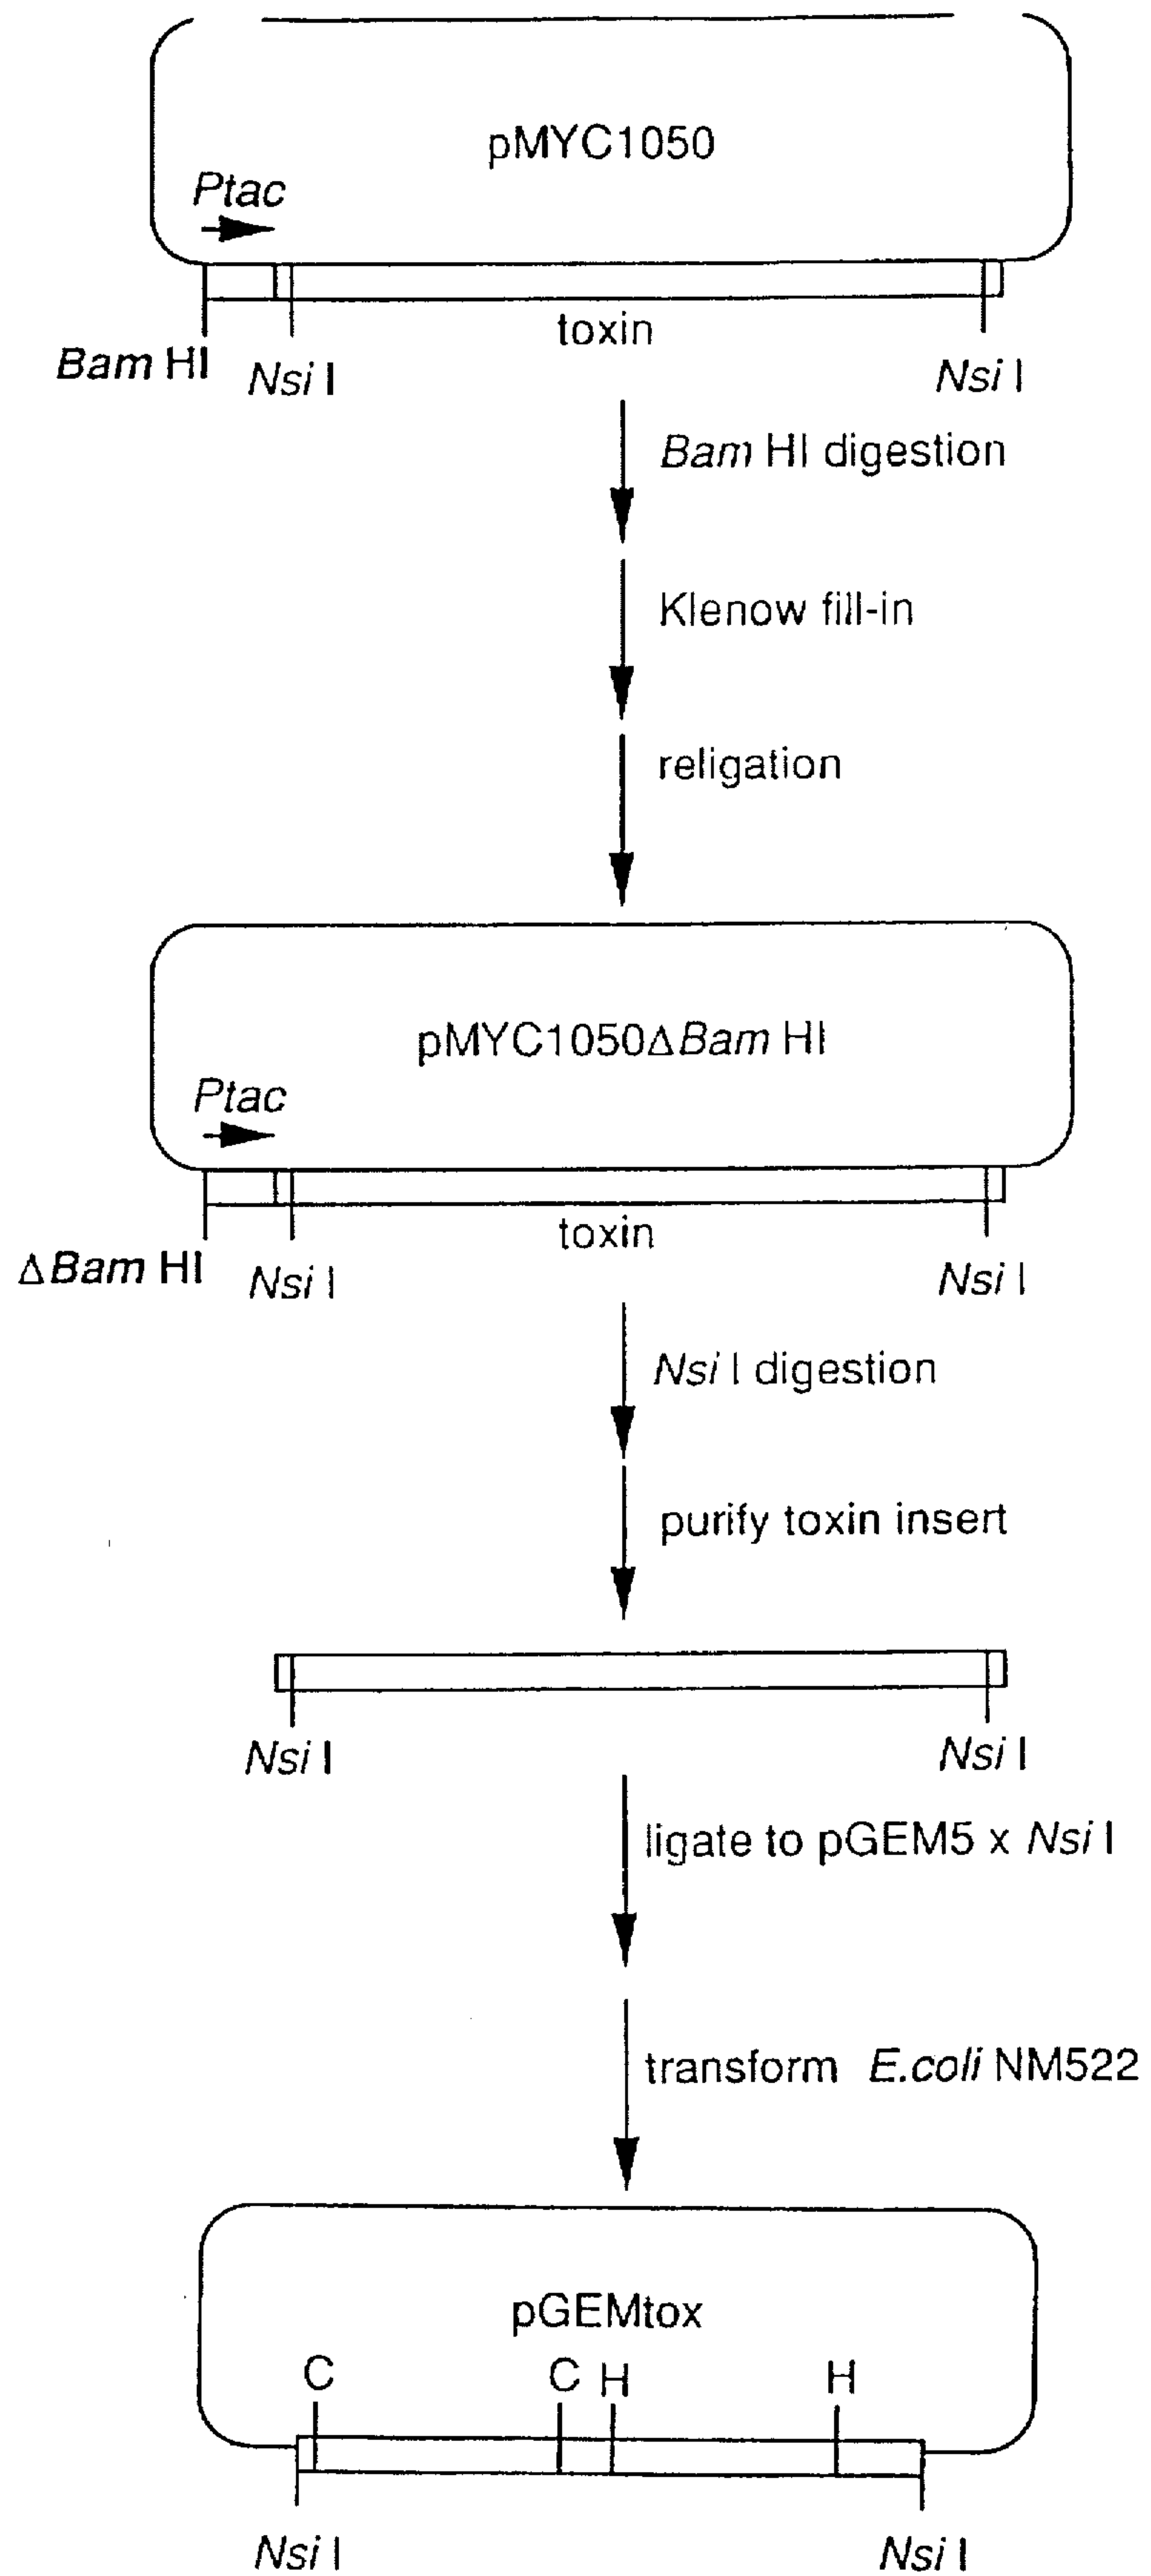 pMYC1050
Ptac
toxin
Bam HI
Nsi I
Nsi I
Bam HI digestion
Klenow fill-in
religation
pMYC1050ΔBam HI
Ptac
toxin
ΔBam HI
Nsi I
Nsi I
Nsi I digestion
purify toxin insert
Nsi I
Nsi I
ligate to pGEM5 x Nsi I
transform E.coli NM522
pGEMtox
C
C
H
H
Nsi I
Nsi I